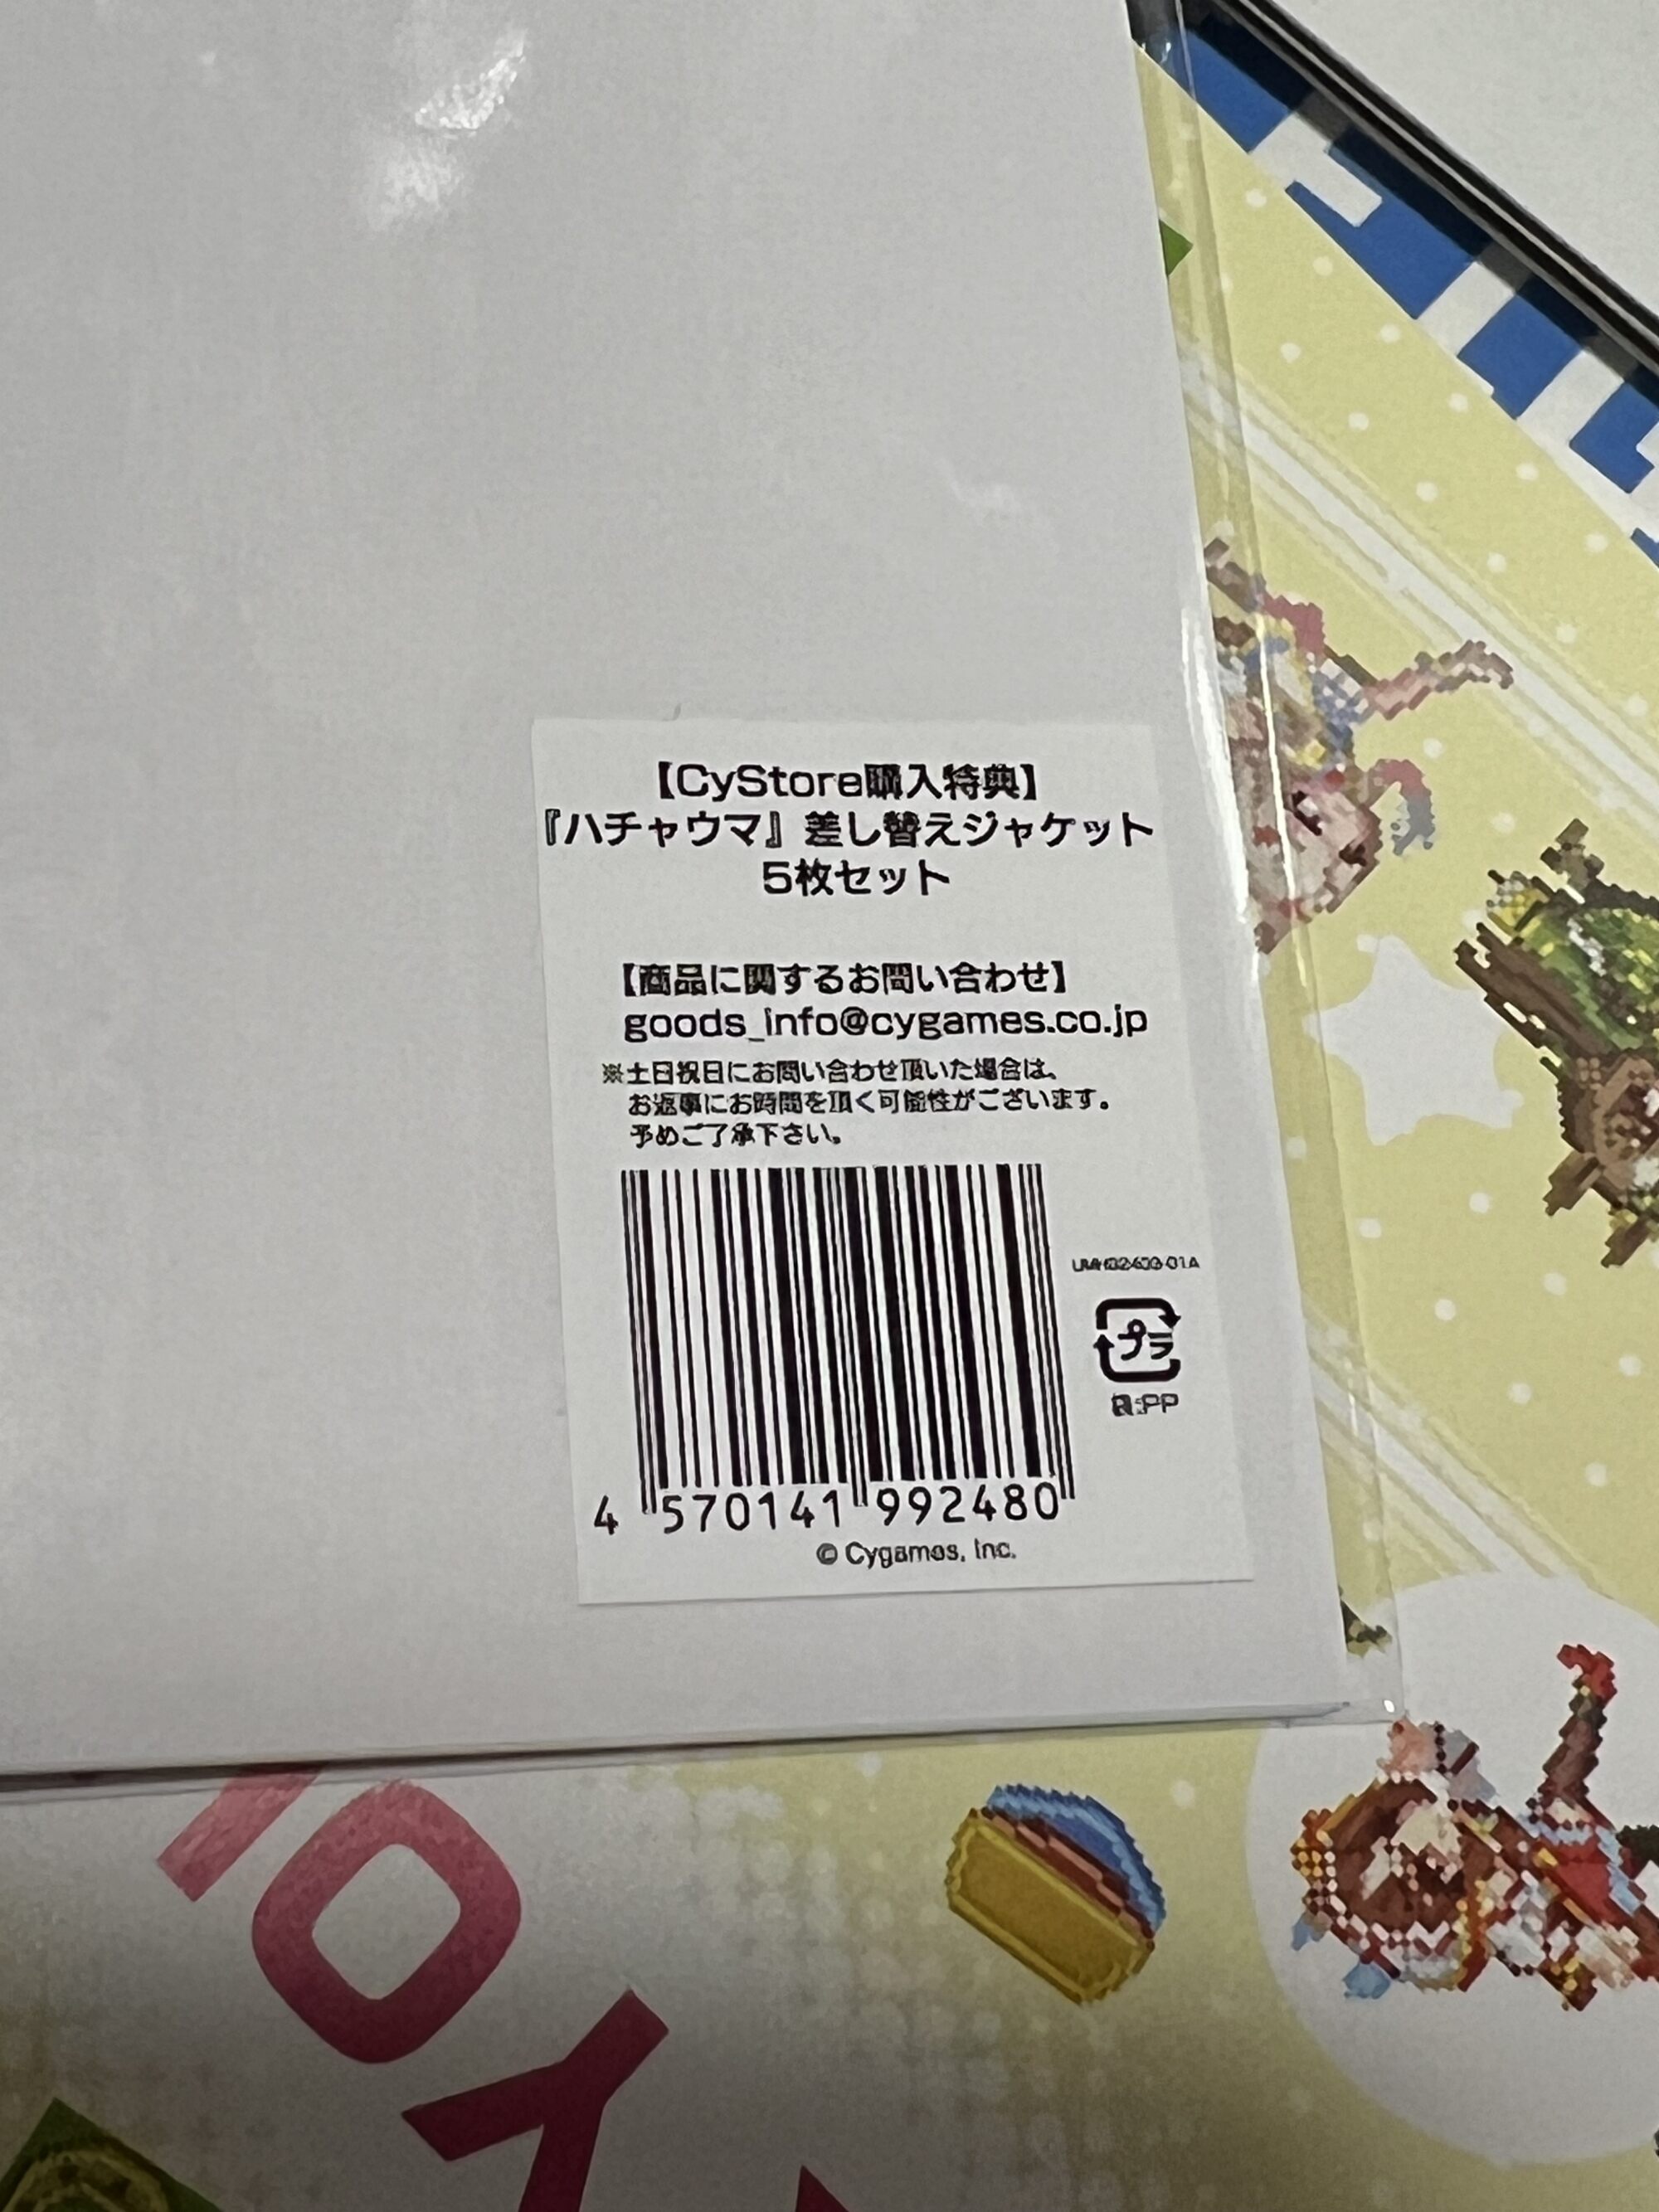 【CyStore購入特典】
『ハチャウマ』差し替えジャケット
5枚セット
【商品に関するお問い合わせ】
goods_info@cygames.co.jp
※土日祝日にお問い合わせ頂いた場合は、
お返事にお時間を頂く可能性がございます。
予めご了承下さい。
プラ
PP
4 570141 992480
© Cygames, Inc.